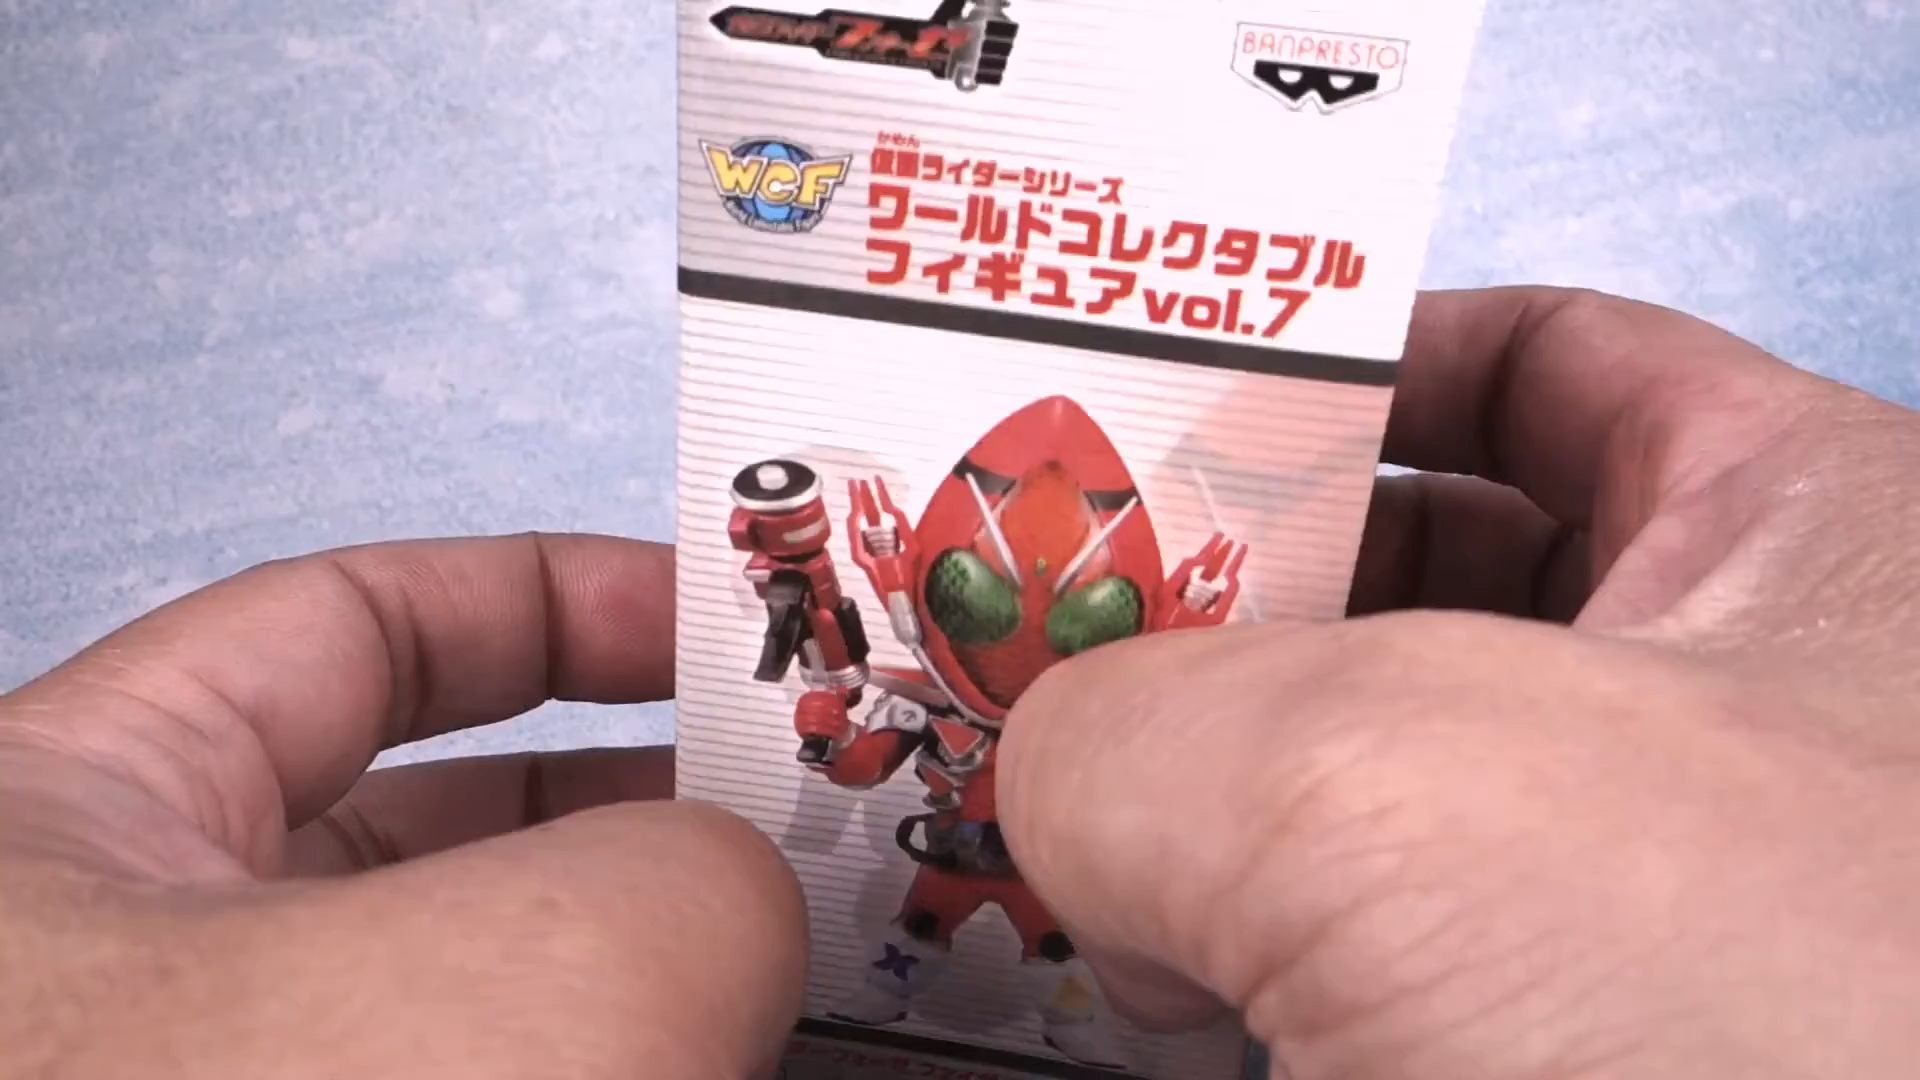 BANPRESTO
WCF
かめん
仮面ライダーシリーズ
ワールドコレクタブル
フィギュアvol.7